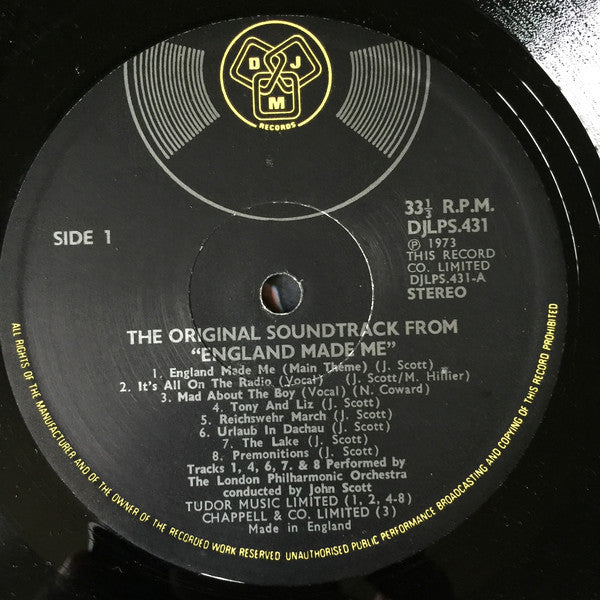 D J
M
RECORDS
SIDE 1
33⅓ R.P.M.
DJLPS.431
Ⓟ 1973
THIS RECORD
CO. LIMITED
DJLPS.431-A
STEREO
THE ORIGINAL SOUNDTRACK FROM
“ENGLAND MADE ME”
1. England Made Me (Main Theme) (J. Scott)
2. It's All On The Radio (Vocal) (J. Scott/M. Hillier)
3. Mad About The Boy (Vocal) (N. Coward)
4. Tony And Liz (J. Scott)
5. Reichswehr March (J. Scott)
6. Urlaub In Dachau (J. Scott)
7. The Lake (J. Scott)
8. Premonitions (J. Scott)
Tracks 1, 4, 6, 7. & 8 Performed by
The London Philharmonic Orchestra
conducted by John Scott
TUDOR MUSIC LIMITED (1, 2, 4-8)
CHAPPELL & CO. LIMITED (3)
Made in England
ALL RIGHTS OF THE MANUFACTURER AND OF THE OWNER OF THE RECORDED WORK RESERVED UNAUTHORISED PUBLIC PERFORMANCE BROADCASTING AND COPYING OF THIS RECORD PROHIBITED